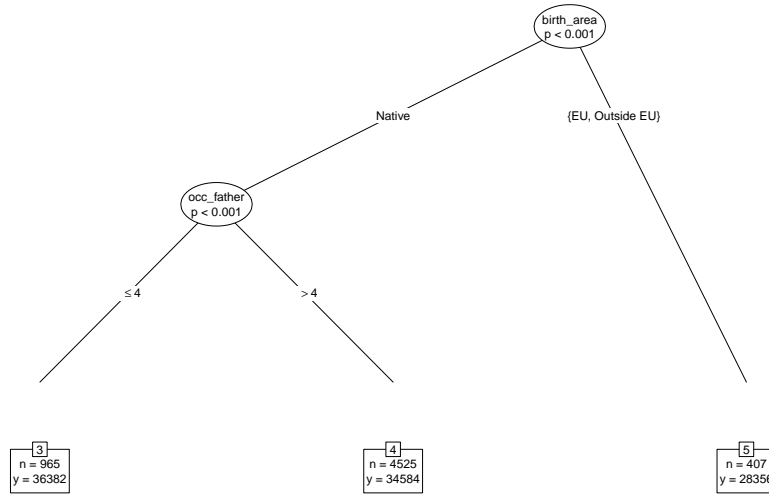 birth_area
p < 0.001
Native
{EU, Outside EU}
occ_father
p < 0.001
≤ 4
> 4
3
n = 965
y = 36382
4
n = 4525
y = 34584
5
n = 407
y = 28356